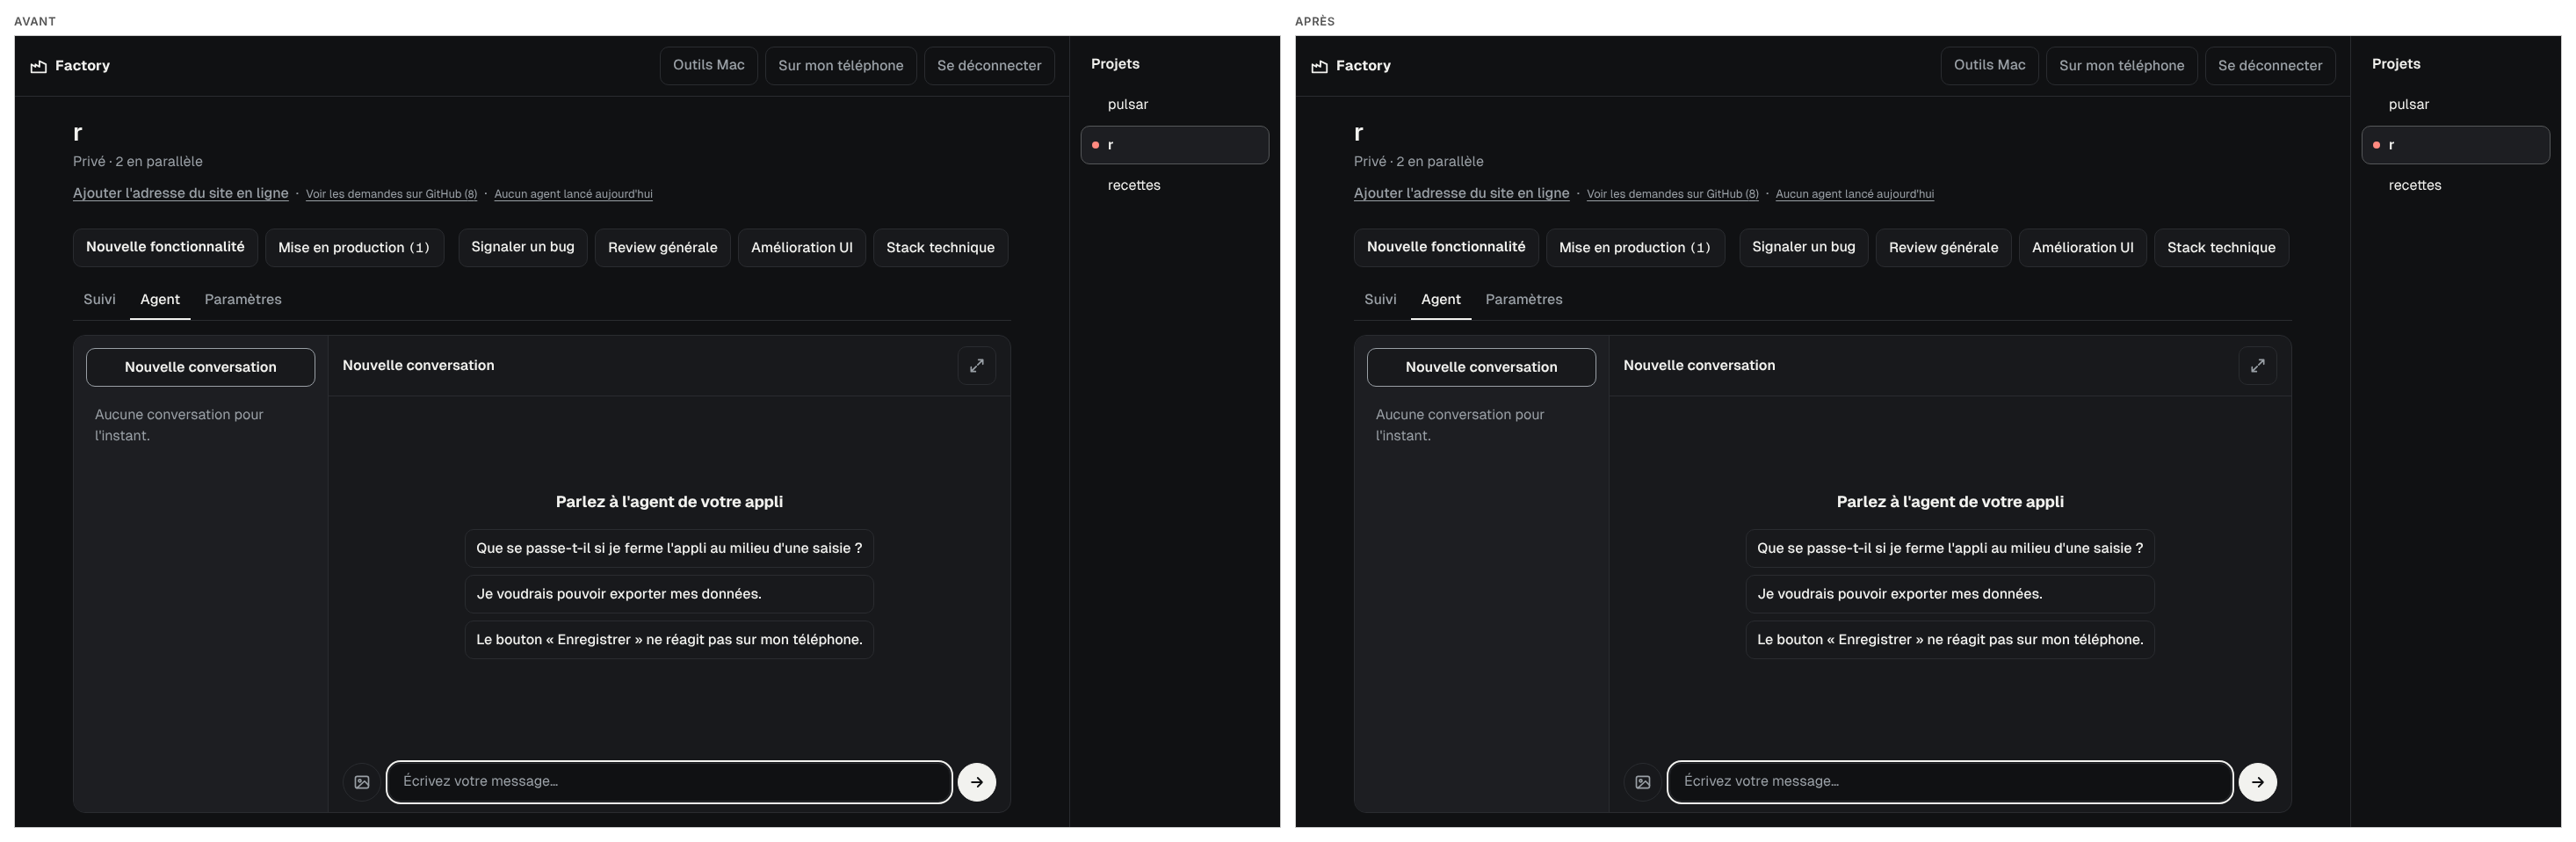 AVANT
Factory
Outils Mac
Sur mon téléphone
Se déconnecter
Projets
pulsar
r
recettes
r
Privé · 2 en parallèle
Ajouter l'adresse du site en ligne · Voir les demandes sur GitHub (8) · Aucun agent lancé aujourd'hui
Nouvelle fonctionnalité
Mise en production (1)
Signaler un bug
Review générale
Amélioration UI
Stack technique
Suivi
Agent
Paramètres
Nouvelle conversation
Aucune conversation pour
l'instant.
Nouvelle conversation
Parlez à l'agent de votre appli
Que se passe-t-il si je ferme l'appli au milieu d'une saisie ?
Je voudrais pouvoir exporter mes données.
Le bouton « Enregistrer » ne réagit pas sur mon téléphone.
Écrivez votre message...
APRÈS
Factory
Outils Mac
Sur mon téléphone
Se déconnecter
Projets
pulsar
r
recettes
r
Privé · 2 en parallèle
Ajouter l'adresse du site en ligne · Voir les demandes sur GitHub (8) · Aucun agent lancé aujourd'hui
Nouvelle fonctionnalité
Mise en production (1)
Signaler un bug
Review générale
Amélioration UI
Stack technique
Suivi
Agent
Paramètres
Nouvelle conversation
Aucune conversation pour
l'instant.
Nouvelle conversation
Parlez à l'agent de votre appli
Que se passe-t-il si je ferme l'appli au milieu d'une saisie ?
Je voudrais pouvoir exporter mes données.
Le bouton « Enregistrer » ne réagit pas sur mon téléphone.
Écrivez votre message...